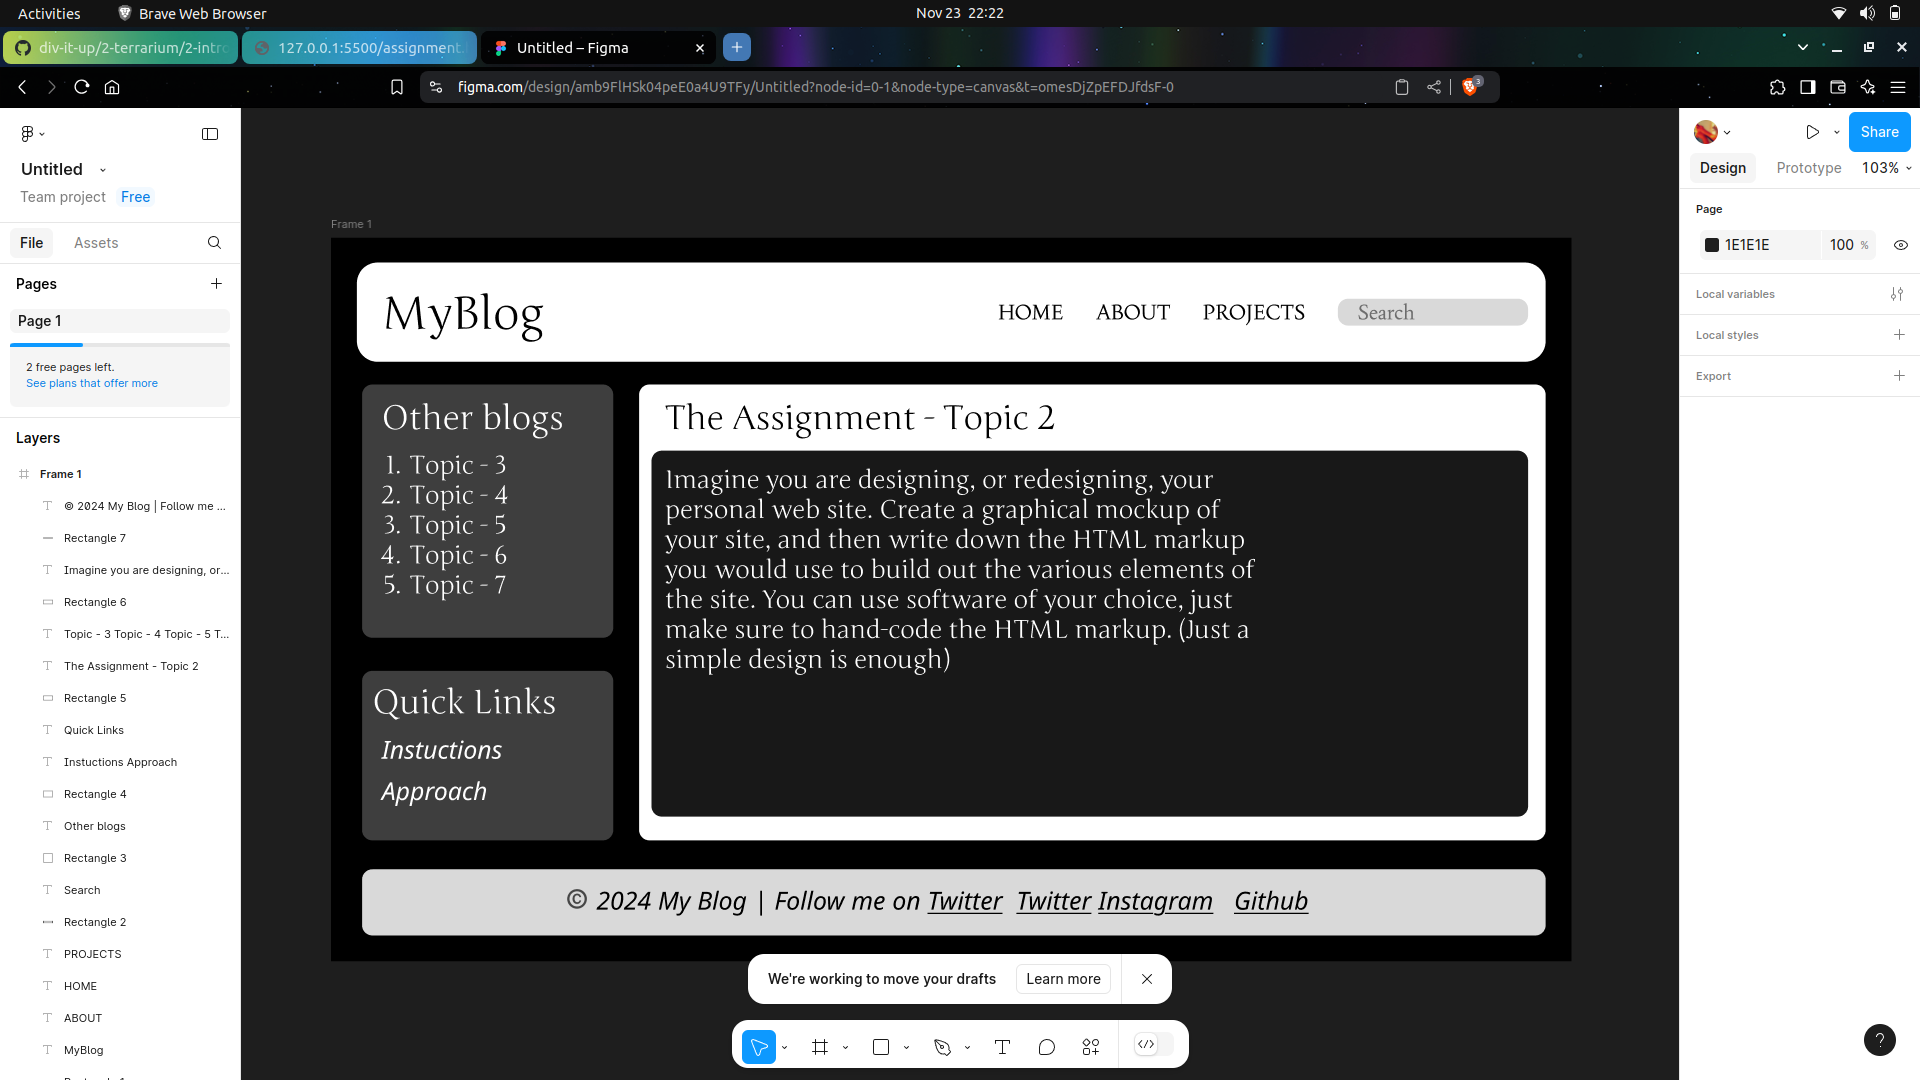 Activities
Brave Web Browser
Nov 23 22:22
div-it-up/2-terrarium/2-intro
127.0.0.1:5500/assignment.
Untitled – Figma
figma.com/design/amb9FlHSk04peE0a4U9TFy/Untitled?node-id=0-1&node-type=canvas&t=omesDjZpEFDJfdsF-0
3
Untitled
Team project Free
File Assets
Pages
Page 1
2 free pages left.
See plans that offer more
Layers
Frame 1
© 2024 My Blog | Follow me ...
Rectangle 7
Imagine you are designing, or...
Rectangle 6
Topic - 3 Topic - 4 Topic - 5 T...
The Assignment - Topic 2
Rectangle 5
Quick Links
Instuctions Approach
Rectangle 4
Other blogs
Rectangle 3
Search
Rectangle 2
PROJECTS
HOME
ABOUT
MyBlog
Frame 1
MyBlog
HOME ABOUT PROJECTS Search
Other blogs
1. Topic - 3
2. Topic - 4
3. Topic - 5
4. Topic - 6
5. Topic - 7
Quick Links
Instuctions
Approach
The Assignment - Topic 2
Imagine you are designing, or redesigning, your
personal web site. Create a graphical mockup of
your site, and then write down the HTML markup
you would use to build out the various elements of
the site. You can use software of your choice, just
make sure to hand-code the HTML markup. (Just a
simple design is enough)
© 2024 My Blog | Follow me on Twitter Twitter Instagram Github
We're working to move your drafts Learn more
Share
Design Prototype 103%
Page
1E1E1E 100 %
Local variables
Local styles
Export
?